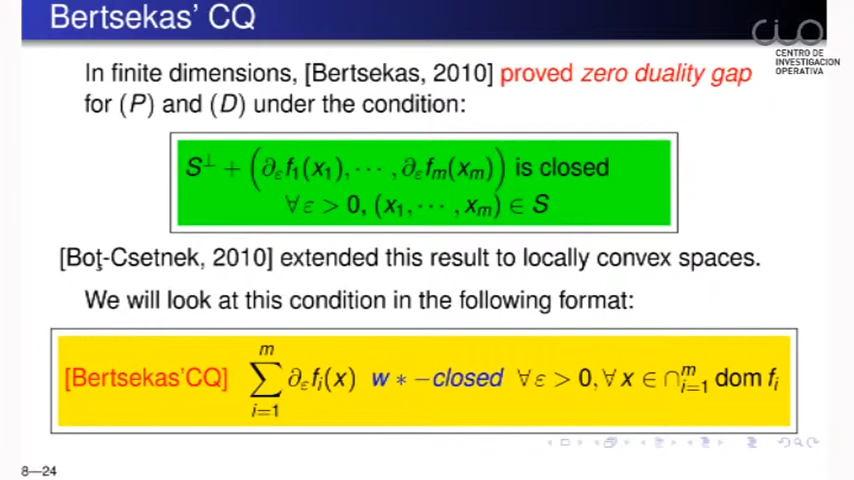 Bertsekas' CQ
CENTRO DE
INVESTIGACION
OPERATIVA
In finite dimensions, [Bertsekas, 2010] proved zero duality gap
for (P) and (D) under the condition:
S⊥ + (∂εf1(x1), ⋯ , ∂εfm(xm)) is closed
∀ ε > 0, (x1, ⋯ , xm) ∈ S
[Boţ-Csetnek, 2010] extended this result to locally convex spaces.
We will look at this condition in the following format:
[Bertsekas'CQ] ∑_{i=1}^{m} ∂εfi(x) w ∗ −closed ∀ ε > 0, ∀ x ∈ ∩_{i=1}^{m} dom fi
8—24